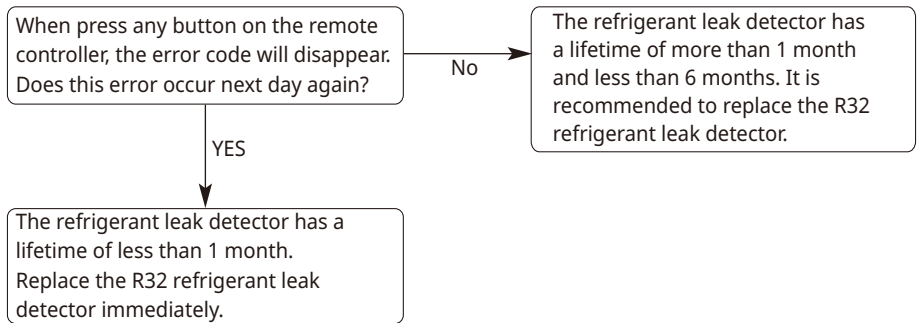 When press any button on the remote
controller, the error code will disappear.
Does this error occur next day again?
No
The refrigerant leak detector has
a lifetime of more than 1 month
and less than 6 months. It is
recommended to replace the R32
refrigerant leak detector.
YES
The refrigerant leak detector has a
lifetime of less than 1 month.
Replace the R32 refrigerant leak
detector immediately.